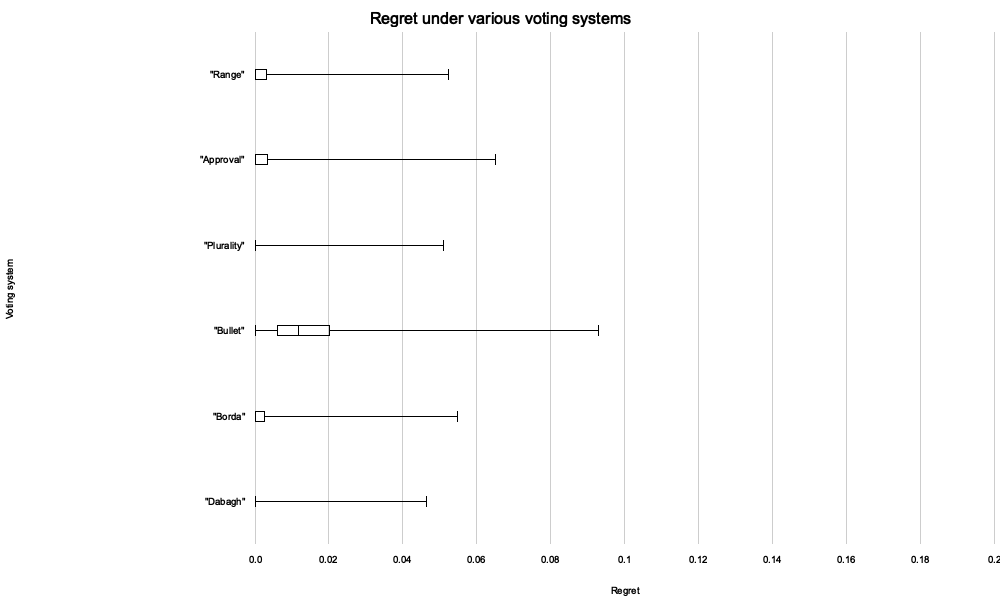 Regret under various voting systems
"Range"
"Approval"
"Plurality"
"Bullet"
"Borda"
"Dabagh"
Voting system
0.0 0.02 0.04 0.06 0.08 0.1 0.12 0.14 0.16 0.18 0.2
Regret